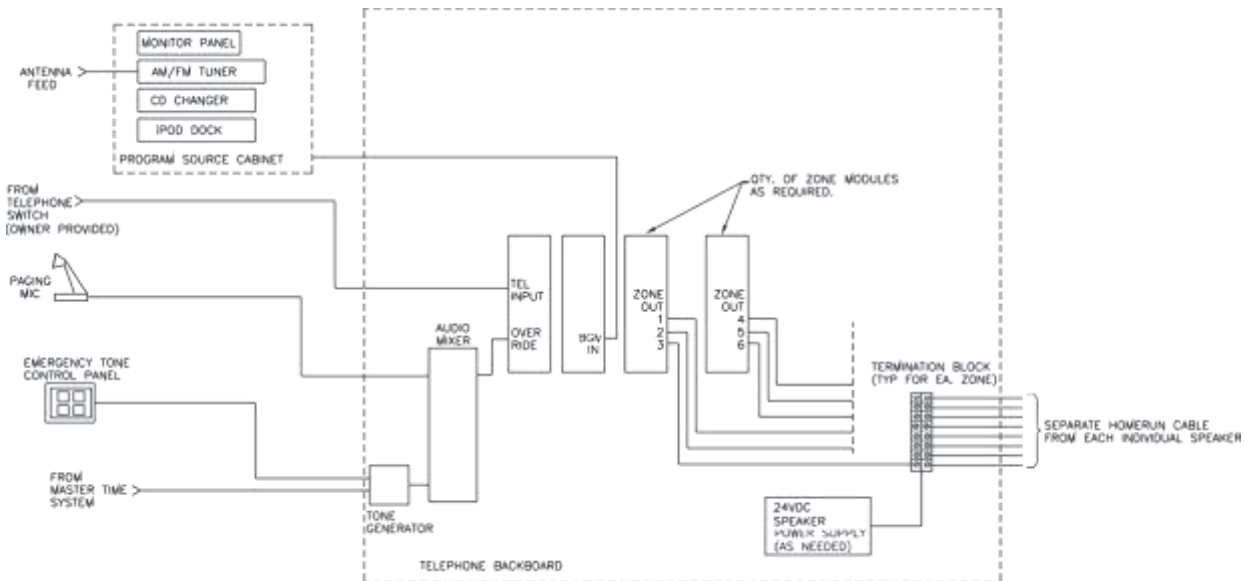 MONITOR PANEL
AM/FM TUNER
CD CHANGER
iPOD DOCK
PROGRAM SOURCE CABINET
ANTENNA
FEED
FROM
TELEPHONE
SWITCH
(OWNER PROVIDED)
PAGING
MIC
EMERGENCY TONE
CONTROL PANEL
FROM
MASTER TIME
SYSTEM
TONE
GENERATOR
AUDIO
MIXER
TEL
INPUT
OVER
RIDE
BGM
IN
ZONE
OUT
1
2
3
ZONE
OUT
4
5
6
QTY. OF ZONE MODULES
AS REQUIRED.
TERMINATION BLOCK
(TYP FOR EA. ZONE)
SEPARATE HOMERUN CABLE
FROM EACH INDIVIDUAL SPEAKER
24VDC
SPEAKER
POWER SUPPLY
(AS NEEDED)
TELEPHONE BACKBOARD